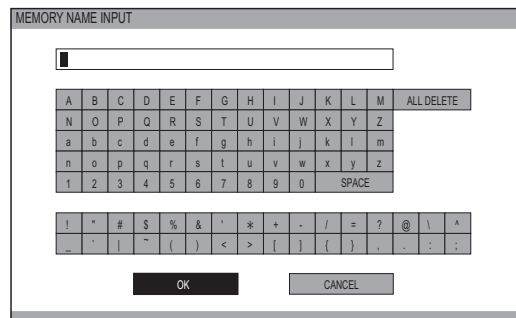 MEMORY NAME INPUT
A B C D E F G H I J K L M ALL DELETE
N O P Q R S T U V W X Y Z
a b c d e f g h i j k l m
n o p q r s t u v w x y z
1 2 3 4 5 6 7 8 9 0 SPACE
! " # $ % & ' * + - / = ? @ \ ^
_ ` | ~ ( ) < > [ ] { } , . : ;
OK CANCEL